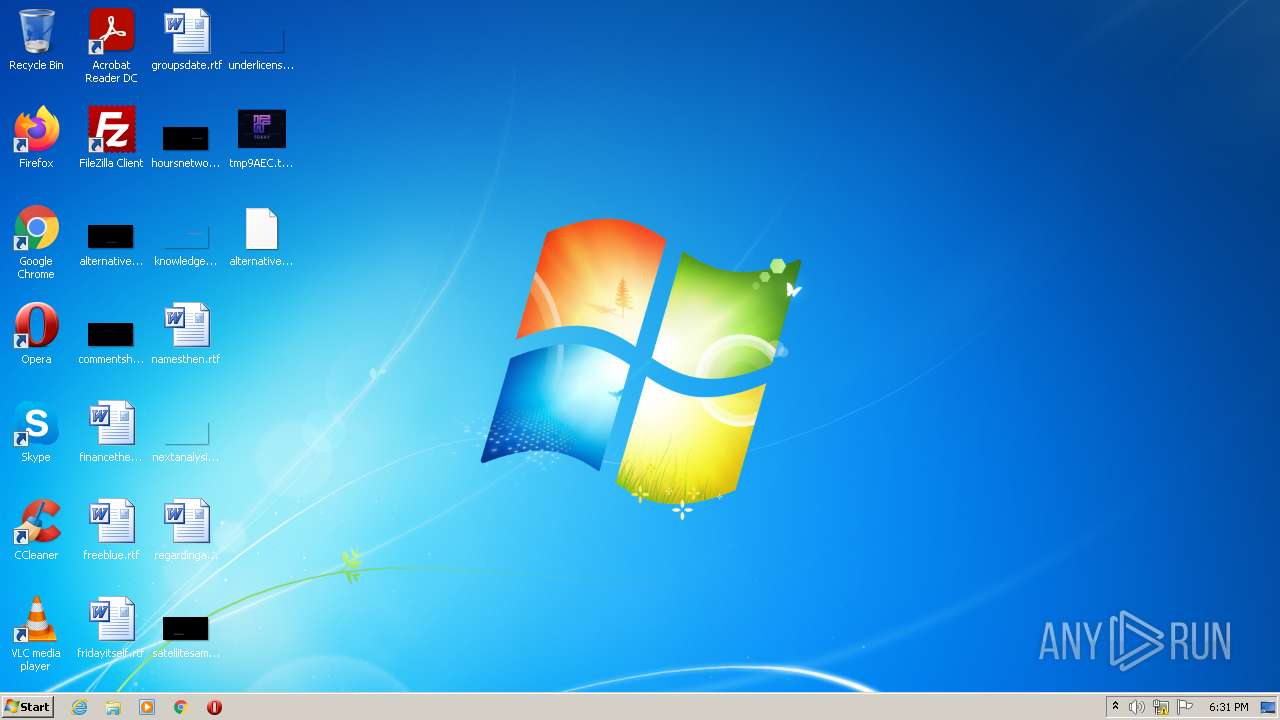 Recycle Bin
Acrobat Reader DC
groupsdate.rtf
underlicens...
Firefox
FileZilla Client
hoursnetwo...
tmp9AEC.t...
Google Chrome
alternative...
knowledge...
alternative...
Opera
commentsh...
namesthen.rtf
Skype
financethe...
nextanalysi...
CCleaner
freeblue.rtf
regardinga...
VLC media player
fridayitself.rtf
satellitesam...
ANY RUN
Start
6:31 PM